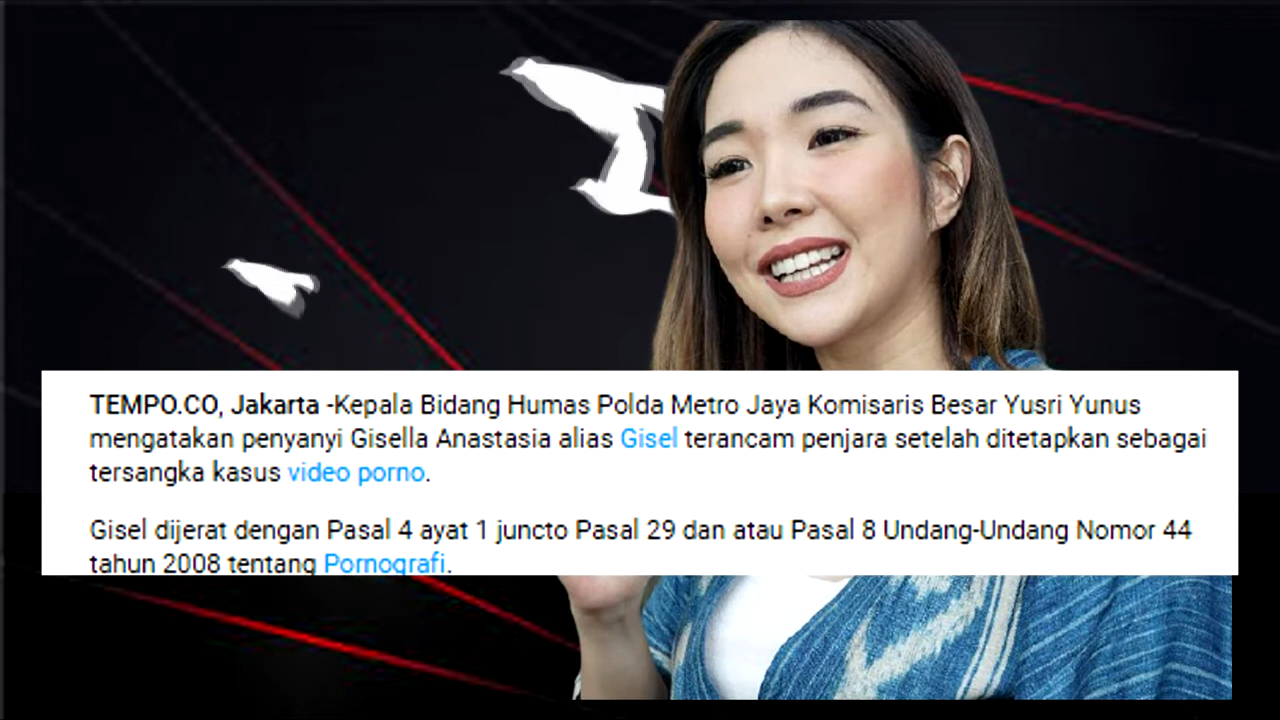 TEMPO.CO, Jakarta -Kepala Bidang Humas Polda Metro Jaya Komisaris Besar Yusri Yunus
mengatakan penyanyi Gisella Anastasia alias Gisel terancam penjara setelah ditetapkan sebagai
tersangka kasus video porno.
Gisel dijerat dengan Pasal 4 ayat 1 juncto Pasal 29 dan atau Pasal 8 Undang-Undang Nomor 44
tahun 2008 tentang Pornografi.